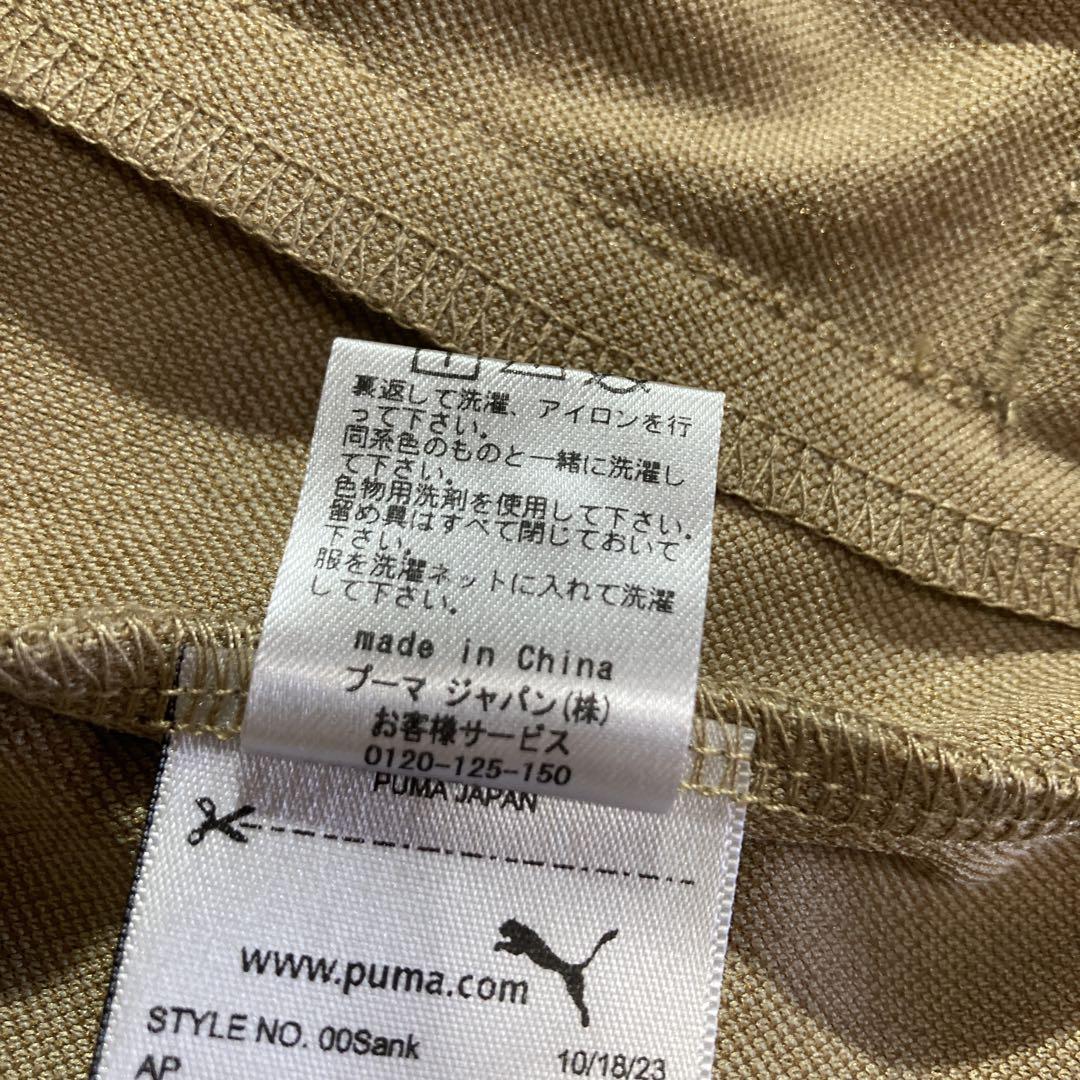 裏返して洗濯、アイロンを行
って下さい。
同系色のものと一緒に洗濯し
て下さい。
色物用洗剤を使用して下さい。
留め具はすべて閉じておいて
下さい。
服を洗濯ネットに入れて洗濯
して下さい。
made in China
プーマ ジャパン(株)
お客様サービス
0120-125-150
PUMA JAPAN
www.puma.com
STYLE NO. 00Sank
AP 10/18/23